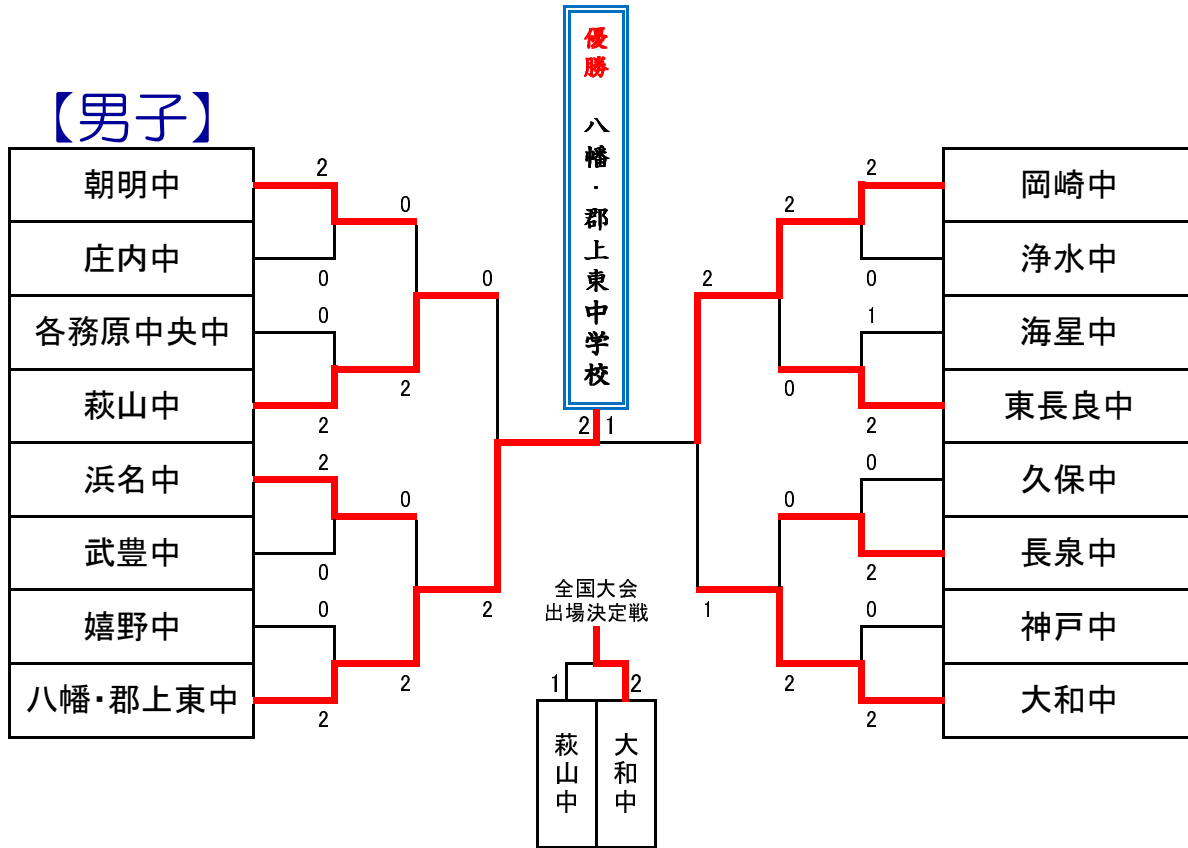 優勝 八幡・郡上東中学校
【男子】
朝明中
庄内中
各務原中央中
萩山中
浜名中
武豊中
嬉野中
八幡・郡上東中
2
0
0
2
2
0
0
2
0
2
0
2
0
2
2 1
2
1
2
0
0
2
2
0
1
2
0
2
0
2
岡崎中
浄水中
海星中
東長良中
久保中
長泉中
神戸中
大和中
全国大会
出場決定戦
1 2
萩山中
大和中